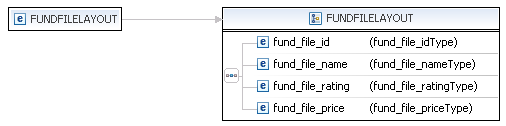 FUNDFILELAYOUT
FUNDFILELAYOUT
e fund_file_id (fund_file_idType)
e fund_file_name (fund_file_nameType)
e fund_file_rating (fund_file_ratingType)
e fund_file_price (fund_file_priceType)